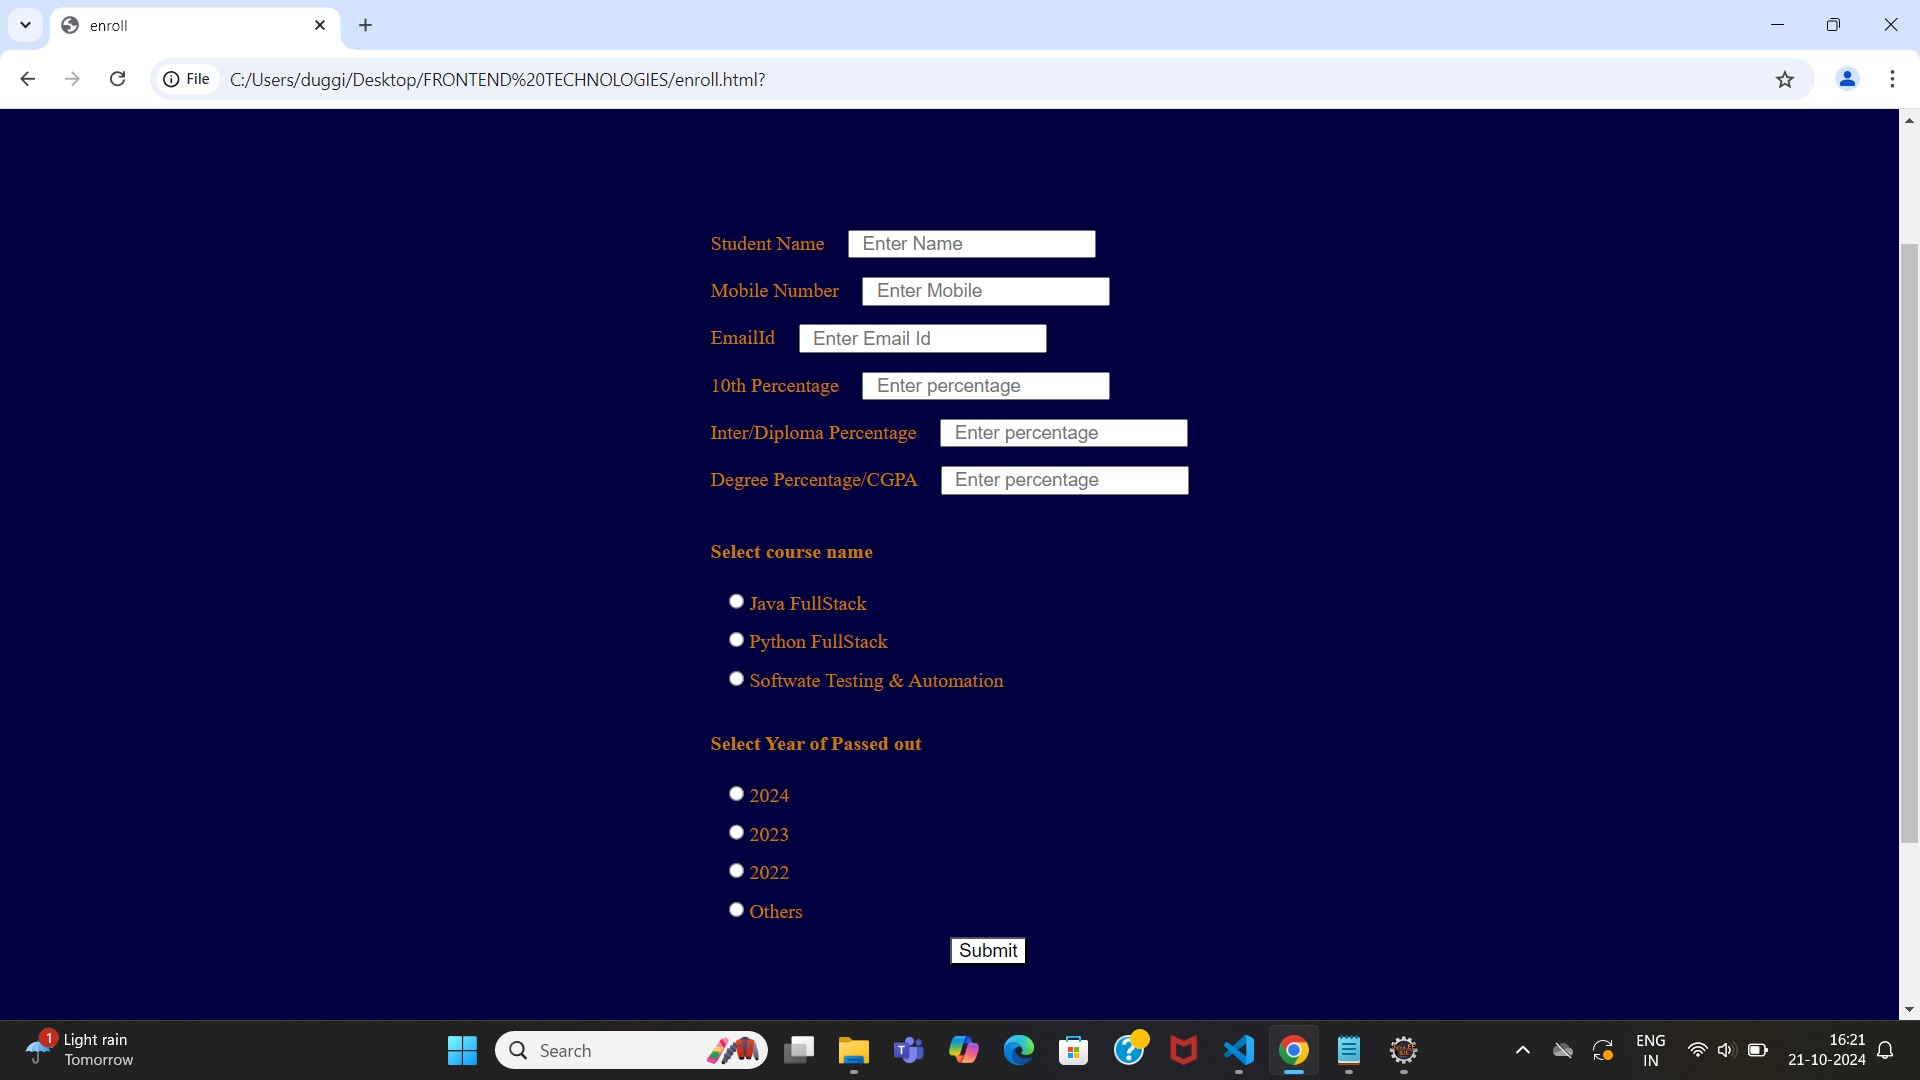 enroll
File C:/Users/duggi/Desktop/FRONTEND%20TECHNOLOGIES/enroll.html?
Student Name Enter Name
Mobile Number Enter Mobile
EmailId Enter Email Id
10th Percentage Enter percentage
Inter/Diploma Percentage Enter percentage
Degree Percentage/CGPA Enter percentage
Select course name
Java FullStack
Python FullStack
Softwate Testing & Automation
Select Year of Passed out
2024
2023
2022
Others
Submit
1 Light rain
Tomorrow
Search
ENG
IN
16:21
21-10-2024